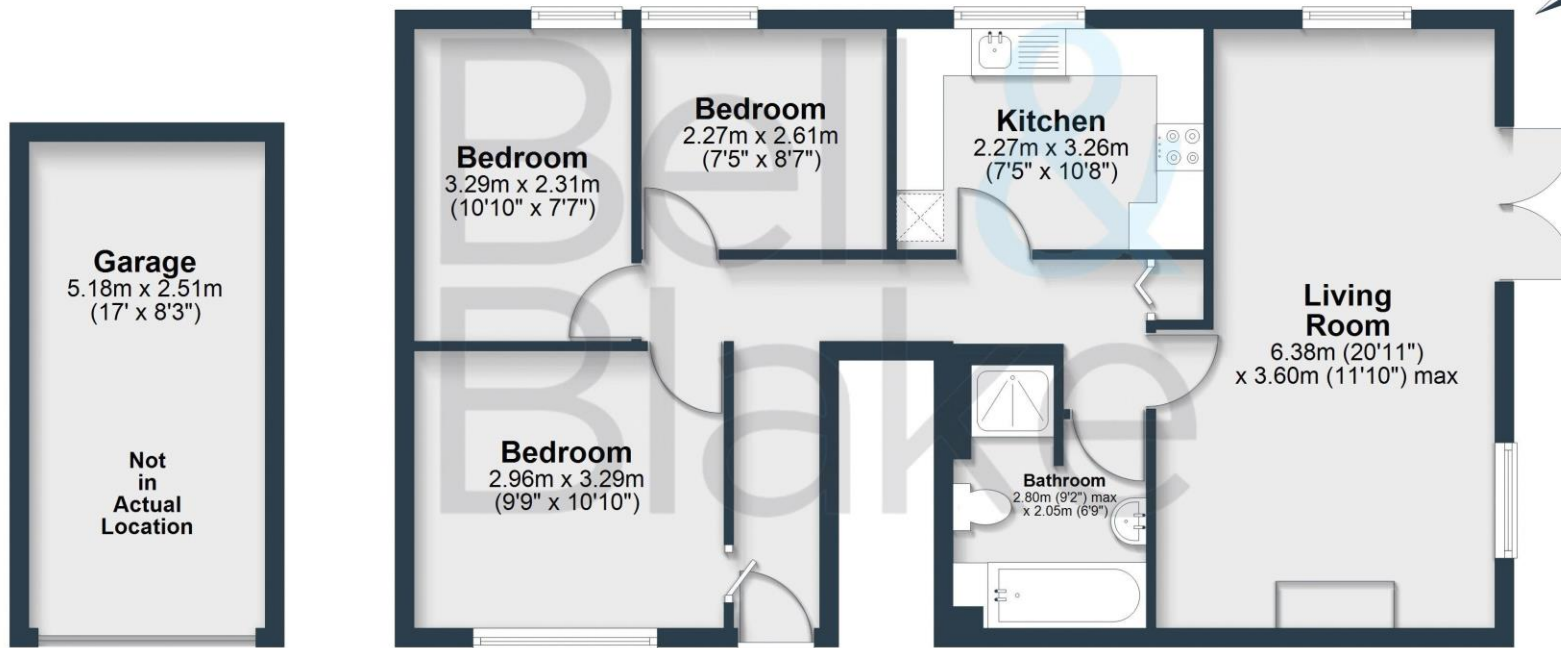 Bell &
Blake
Garage
5.18m x 2.51m
(17' x 8'3")
Not
in
Actual
Location
Bedroom
3.29m x 2.31m
(10'10" x 7'7")
Bedroom
2.27m x 2.61m
(7'5" x 8'7")
Kitchen
2.27m x 3.26m
(7'5" x 10'8")
Living
Room
6.38m (20'11")
x 3.60m (11'10") max
Bedroom
2.96m x 3.29m
(9'9" x 10'10")
Bathroom
2.80m (9'2") max
x 2.05m (6'9")